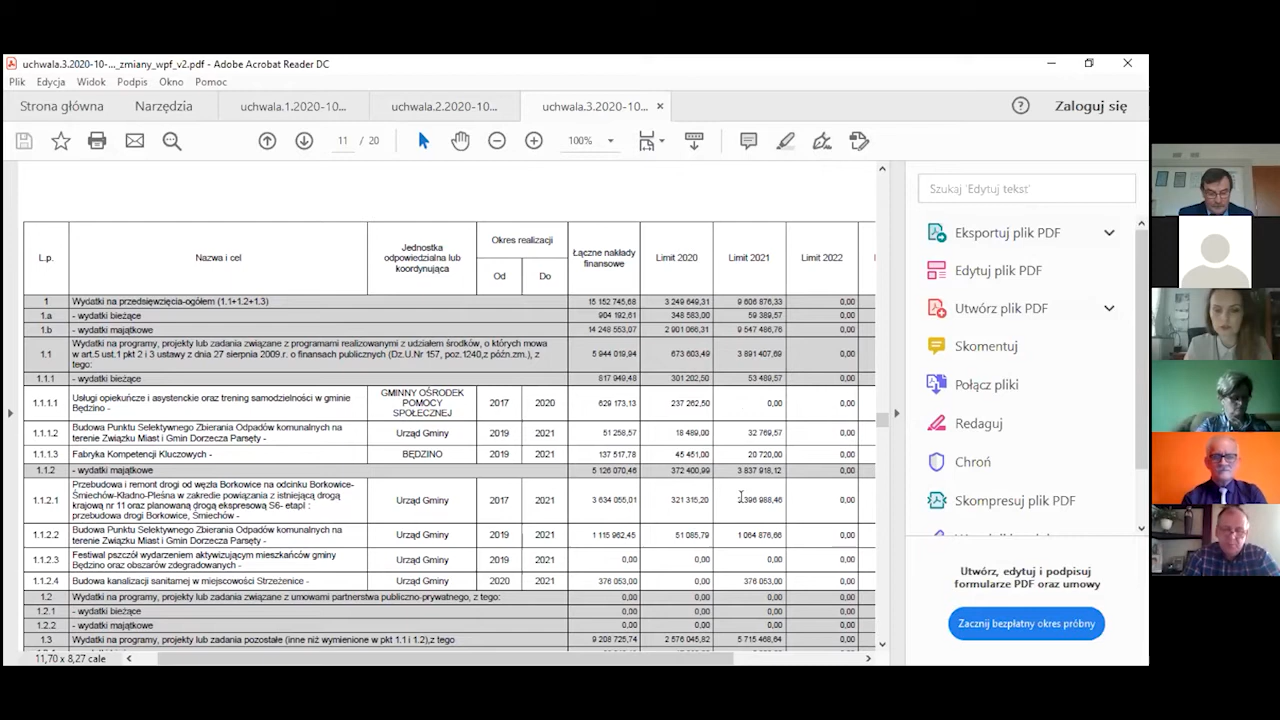 uchwala.3.2020-10-..._zmiany_wpf_v2.pdf - Adobe Acrobat Reader DC
Plik Edycja Widok Podpis Okno Pomoc
Strona główna Narzędzia uchwala.1.2020-10... uchwala.2.2020-10... uchwala.3.2020-10... × Zaloguj się
11 / 20 100%
Szukaj 'Edytuj tekst'
Eksportuj plik PDF
Edytuj plik PDF
Utwórz plik PDF
Skomentuj
Połącz pliki
Redaguj
Chroń
Skompresuj plik PDF
Utwórz, edytuj i podpisuj
formularze PDF oraz umowy
Zacznij bezpłatny okres próbny
L.p. Nazwa i cel Jednostka odpowiedzialna lub koordynująca Okres realizacji Od Do Łączne nakłady finansowe Limit 2020 Limit 2021 Limit 2022
1 Wydatki na przedsięwzięcia-ogółem (1.1+1.2+1.3) 15 152 745,68 3 249 649,31 9 606 876,33 0,00
1.a - wydatki bieżące 904 192,61 348 583,00 59 389,57 0,00
1.b - wydatki majątkowe 14 248 553,07 2 901 066,31 9 547 486,76 0,00
1.1 Wydatki na programy, projekty lub zadania związane z programami realizowanymi z udziałem środków, o których mowa
w art.5 ust.1 pkt 2 i 3 ustawy z dnia 27 sierpnia 2009.r. o finansach publicznych (Dz.U.Nr 157, poz.1240,z późn.zm.), z
tego: 5 944 019,94 673 603,49 3 891 407,69 0,00
1.1.1 - wydatki bieżące 817 949,48 301 202,50 53 489,57 0,00
1.1.1.1 Usługi opiekuńcze i asystenckie oraz trening samodzielności w gminie
Będzino - GMINNY OŚRODEK POMOCY SPOŁECZNEJ 2017 2020 629 173,13 237 262,50 0,00 0,00
1.1.1.2 Budowa Punktu Selektywnego Zbierania Odpadów komunalnych na
terenie Związku Miast i Gmin Dorzecza Parsęty - Urząd Gminy 2019 2021 51 258,57 18 489,00 32 769,57 0,00
1.1.1.3 Fabryka Kompetencji Kluczowych - BĘDZINO 2019 2021 137 517,78 45 451,00 20 720,00 0,00
1.1.2 - wydatki majątkowe 5 126 070,46 372 400,99 3 837 918,12 0,00
1.1.2.1 Przebudowa i remont drogi od węzła Borkowice na odcinku Borkowice-
Śmiechów-Kładno-Pleśna w zakredie powiązania z istniejącą drogą
krajową nr 11 oraz planowaną drogą ekspresową S6- etapI :
przebudowa drogi Borkowice, Śmiechów - Urząd Gminy 2017 2021 3 634 055,01 321 315,20 396 988,46 0,00
1.1.2.2 Budowa Punktu Selektywnego Zbierania Odpadów komunalnych na
terenie Związku Miast i Gmin Dorzecza Parsęty - Urząd Gminy 2019 2021 1 115 962,45 51 085,79 1 064 876,66 0,00
1.1.2.3 Festiwal pszczół wydarzeniem aktywizującym mieszkańców gminy
Będzino oraz obszarów zdegradowanych - Urząd Gminy 2019 2021 0,00 0,00 0,00 0,00
1.1.2.4 Budowa kanalizacji sanitarnej w miejscowości Strzeżenice - Urząd Gminy 2020 2021 376 053,00 0,00 376 053,00 0,00
1.2 Wydatki na programy, projekty lub zadania związane z umowami partnerstwa publiczno-prywatnego, z tego: 0,00 0,00 0,00 0,00
1.2.1 - wydatki bieżące 0,00 0,00 0,00 0,00
1.2.2 - wydatki majątkowe 0,00 0,00 0,00 0,00
1.3 Wydatki na programy, projekty lub zadania pozostałe (inne niż wymienione w pkt 1.1 i 1.2),z tego 9 208 725,74 2 576 045,82 5 715 468,64 0,00
11,70 x 8,27 cale